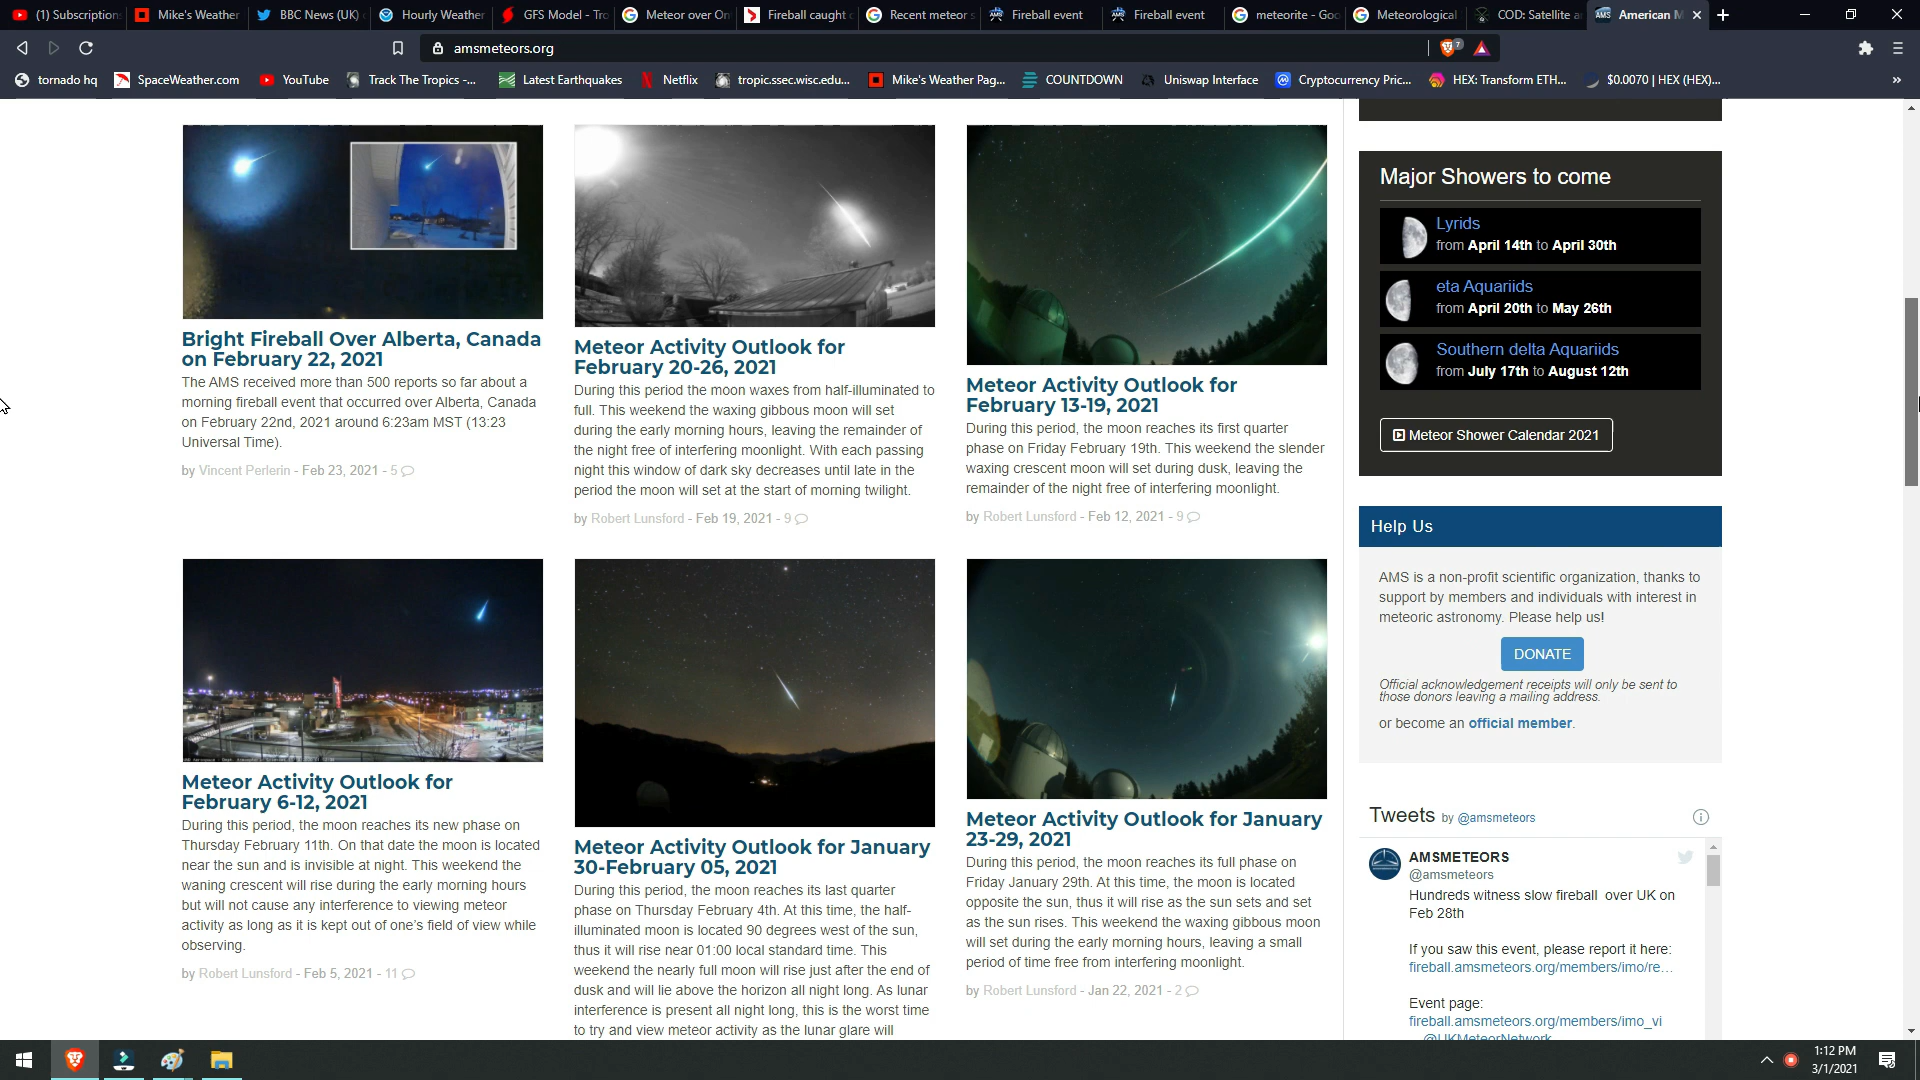 (1) Subscription
Mike's Weather
BBC News (UK)
Hourly Weather
GFS Model - Tro
Meteor over On
Fireball caught
Recent meteor s
Fireball event
Fireball event
meteorite - Goo
Meteorological
COD: Satellite a
American M
amsmeteors.org
7
tornado hq
SpaceWeather.com
YouTube
Track The Tropics -...
Latest Earthquakes
Netflix
tropic.ssec.wisc.edu...
Mike's Weather Pag...
COUNTDOWN
Uniswap Interface
Cryptocurrency Pric...
HEX: Transform ETH...
$0.0070 | HEX (HEX)...
»
Bright Fireball Over Alberta, Canada
on February 22, 2021
The AMS received more than 500 reports so far about a
morning fireball event that occurred over Alberta, Canada
on February 22nd, 2021 around 6:23am MST (13:23
Universal Time).
by Vincent Perlerin - Feb 23, 2021 - 5
Meteor Activity Outlook for
February 20-26, 2021
During this period the moon waxes from half-illuminated to
full. This weekend the waxing gibbous moon will set
during the early morning hours, leaving the remainder of
the night free of interfering moonlight. With each passing
night this window of dark sky decreases until late in the
period the moon will set at the start of morning twilight.
by Robert Lunsford - Feb 19, 2021 - 9
Meteor Activity Outlook for
February 13-19, 2021
During this period, the moon reaches its first quarter
phase on Friday February 19th. This weekend the slender
waxing crescent moon will set during dusk, leaving the
remainder of the night free of interfering moonlight.
by Robert Lunsford - Feb 12, 2021 - 9
Meteor Activity Outlook for
February 6-12, 2021
During this period, the moon reaches its new phase on
Thursday February 11th. On that date the moon is located
near the sun and is invisible at night. This weekend the
waning crescent will rise during the early morning hours
but will not cause any interference to viewing meteor
activity as long as it is kept out of one's field of view while
observing.
by Robert Lunsford - Feb 5, 2021 - 11
Meteor Activity Outlook for January
30-February 05, 2021
During this period, the moon reaches its last quarter
phase on Thursday February 4th. At this time, the half-
illuminated moon is located 90 degrees west of the sun,
thus it will rise near 01:00 local standard time. This
weekend the nearly full moon will rise just after the end of
dusk and will lie above the horizon all night long. As lunar
interference is present all night long, this is the worst time
to try and view meteor activity as the lunar glare will
Meteor Activity Outlook for January
23-29, 2021
During this period, the moon reaches its full phase on
Friday January 29th. At this time, the moon is located
opposite the sun, thus it will rise as the sun sets and set
as the sun rises. This weekend the waxing gibbous moon
will set during the early morning hours, leaving a small
period of time free from interfering moonlight.
by Robert Lunsford - Jan 22, 2021 - 2
Major Showers to come
Lyrids
from April 14th to April 30th
eta Aquariids
from April 20th to May 26th
Southern delta Aquariids
from July 17th to August 12th
Meteor Shower Calendar 2021
Help Us
AMS is a non-profit scientific organization, thanks to
support by members and individuals with interest in
meteoric astronomy. Please help us!
DONATE
Official acknowledgement receipts will only be sent to
those donors leaving a mailing address.
or become an official member.
Tweets by @amsmeteors
AMSMETEORS
@amsmeteors
Hundreds witness slow fireball over UK on
Feb 28th
If you saw this event, please report it here:
fireball.amsmeteors.org/members/imo/re...
Event page:
fireball.amsmeteors.org/members/imo_vi
@UKMeteorNetwork
1:12 PM
3/1/2021